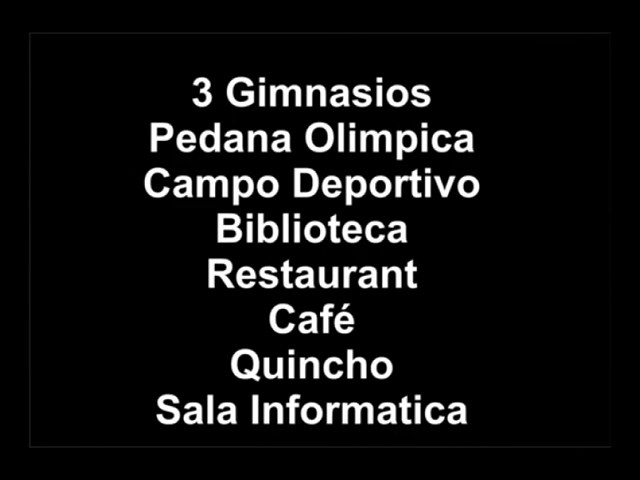 3 Gimnasios
Pedana Olimpica
Campo Deportivo
Biblioteca
Restaurant
Café
Quincho
Sala Informatica